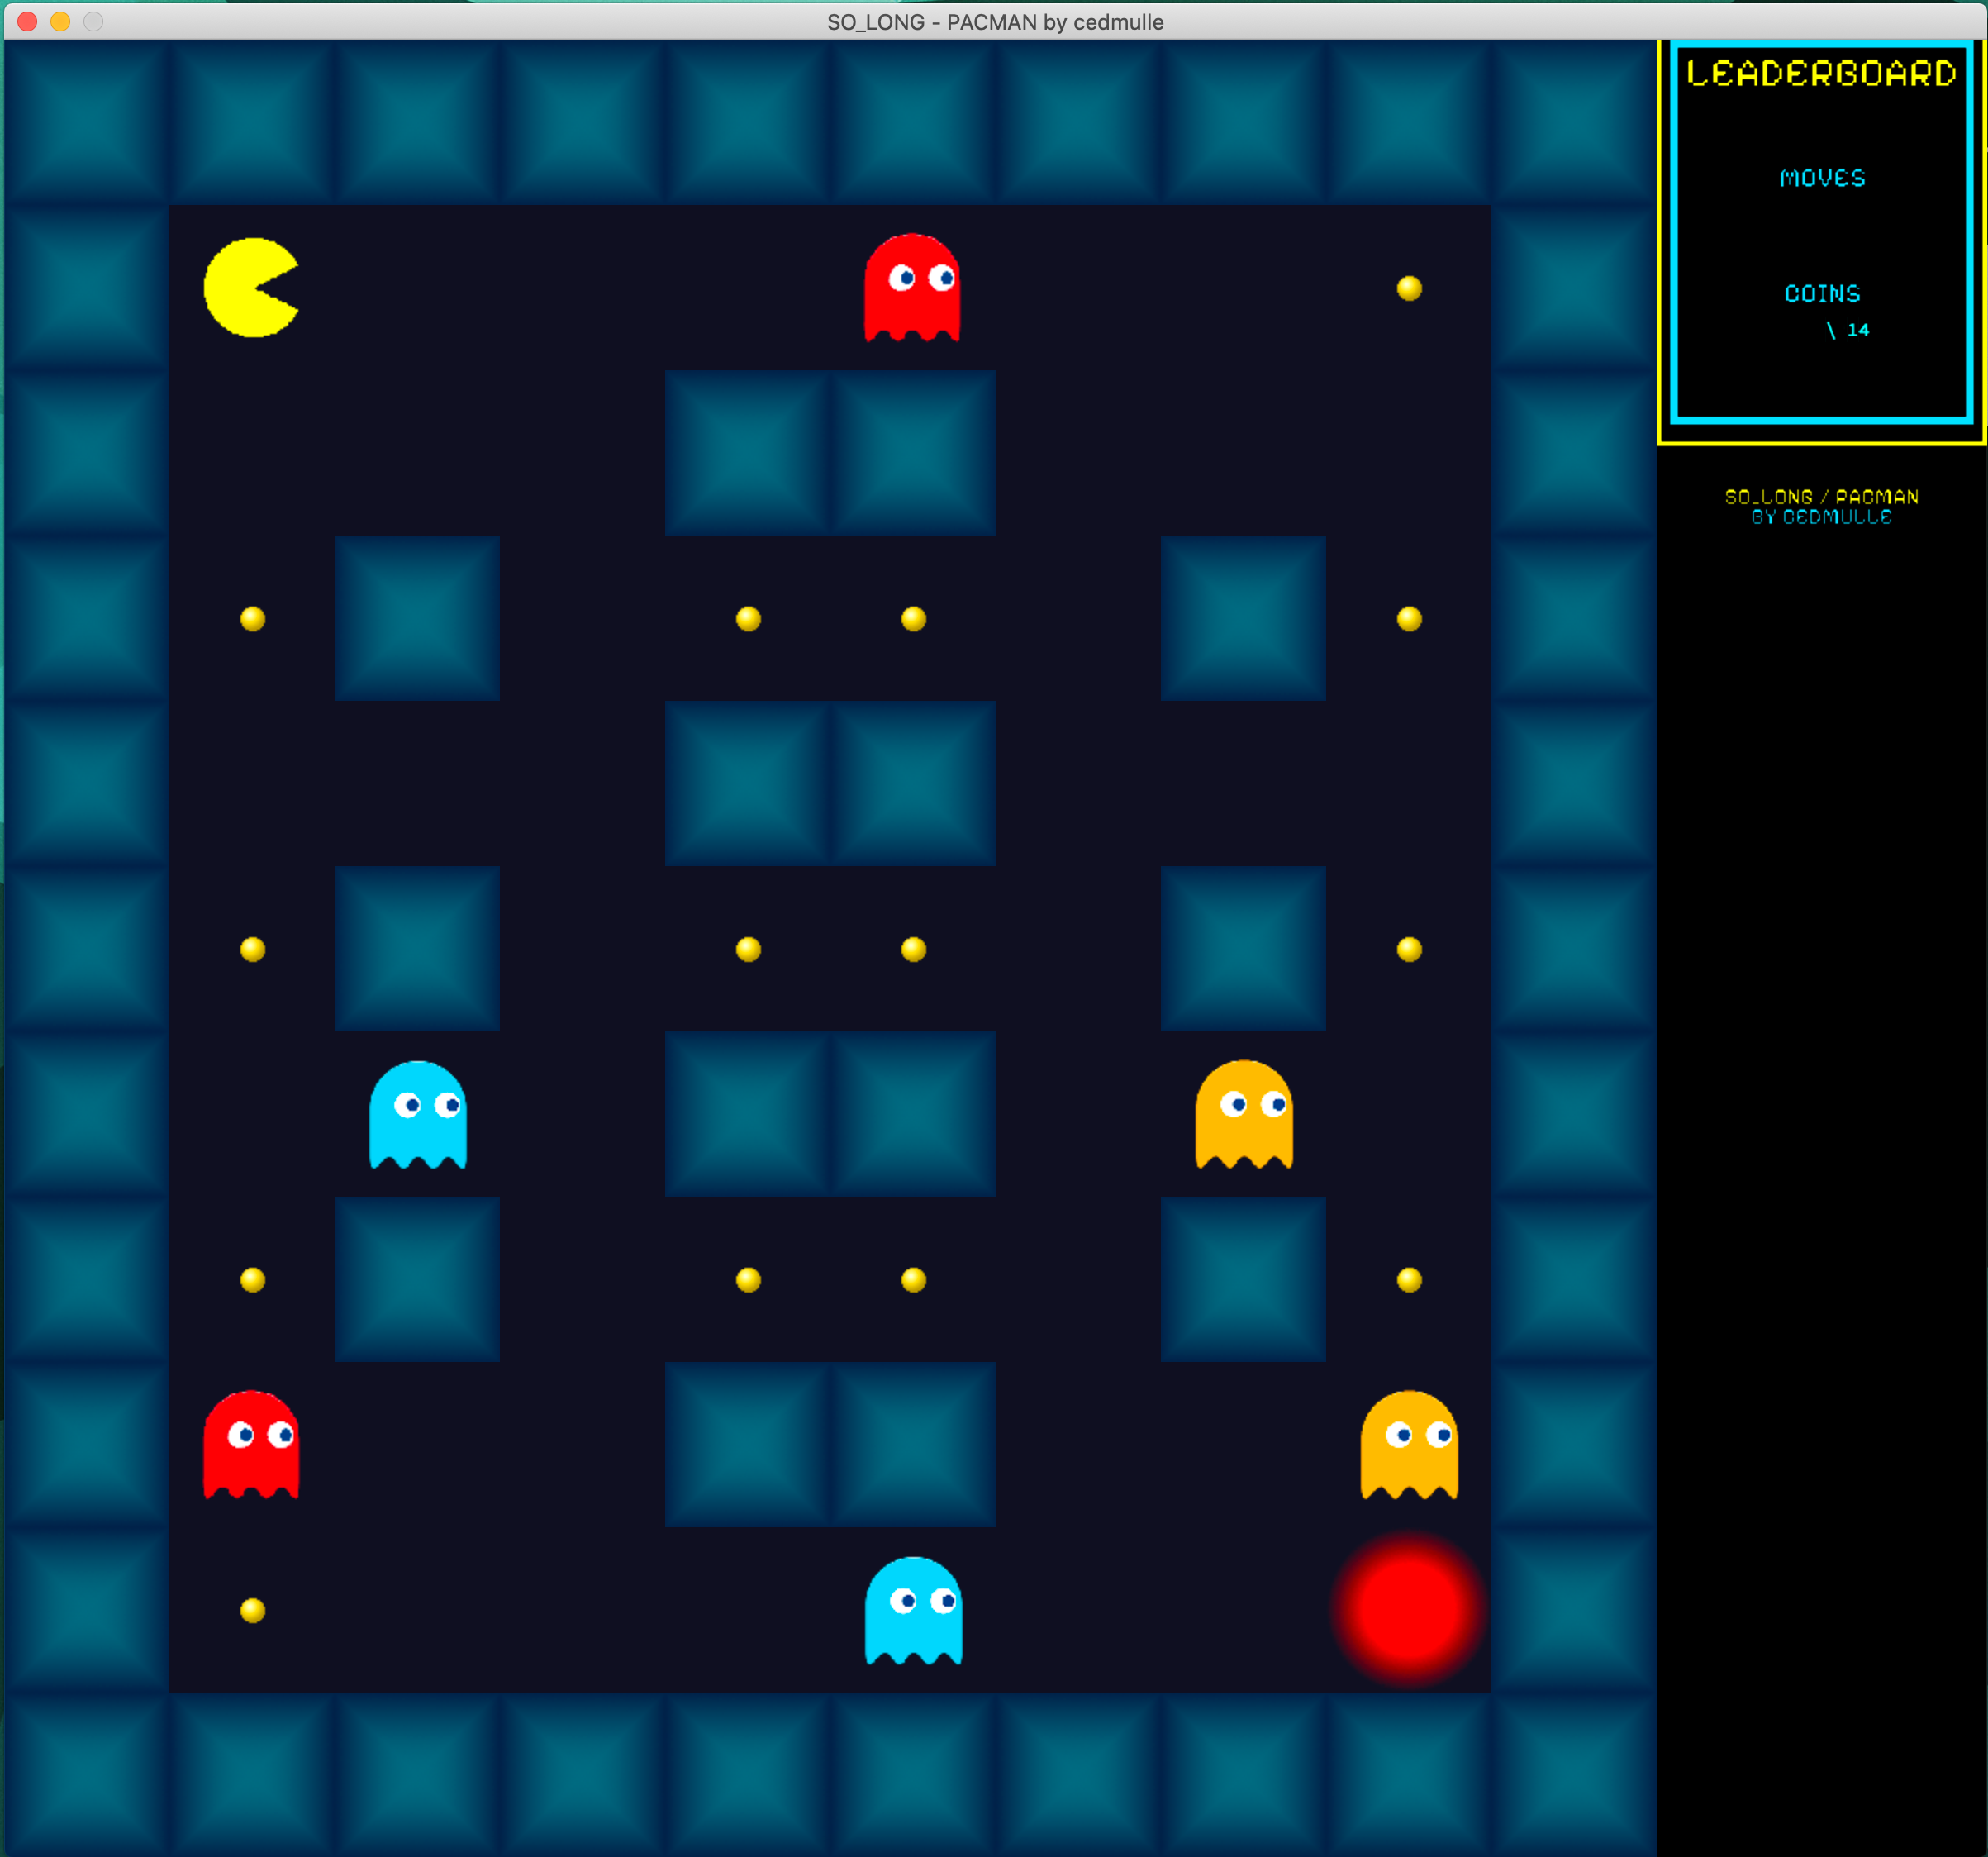 SO_LONG - PACMAN by cedmulle
LEADERBOARD
MOVES
COINS
\ 14
SO_LONG / PACMAN
BY CEDMULLE